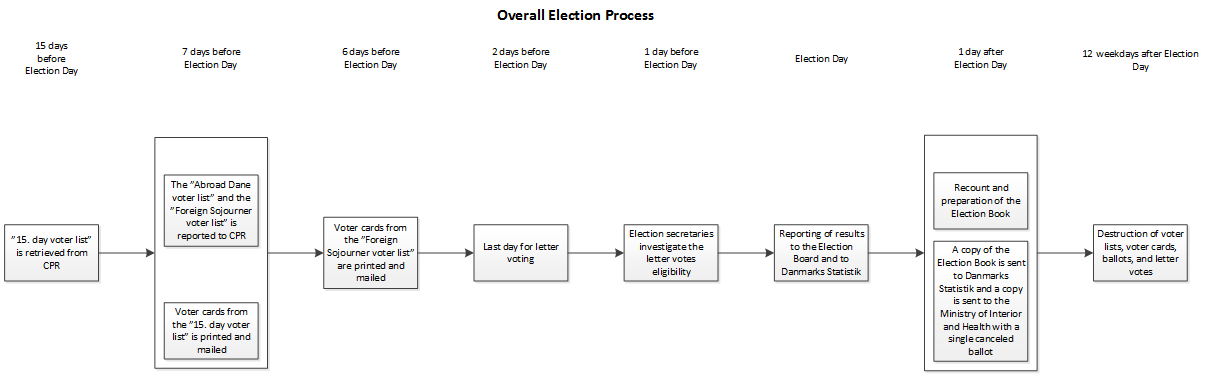 Overall Election Process
15 days
before
Election Day
7 days before
Election Day
6 days before
Election Day
2 days before
Election Day
1 day before
Election Day
Election Day
1 day after
Election Day
12 weekdays after Election
Day
"15. day voter list"
is retrieved from
CPR
The "Abroad Dane
voter list" and the
"Foreign Sojourner
voter list" is
reported to CPR
Voter cards from
the "15. day voter
list" is printed and
mailed
Voter cards from
the "Foreign
Sojourner voter list"
are printed and
mailed
Last day for letter
voting
Election secretaries
investigate the
letter votes
eligibility
Reporting of results
to the Election
Board and to
Danmarks Statistik
Recount and
preparation of the
Election Book
A copy of the
Election Book is sent
to Danmarks
Statistik and a copy
is sent to the
Ministry of Interior
and Health with a
single canceled
ballot
Destruction of voter
lists, voter cards,
ballots, and letter
votes